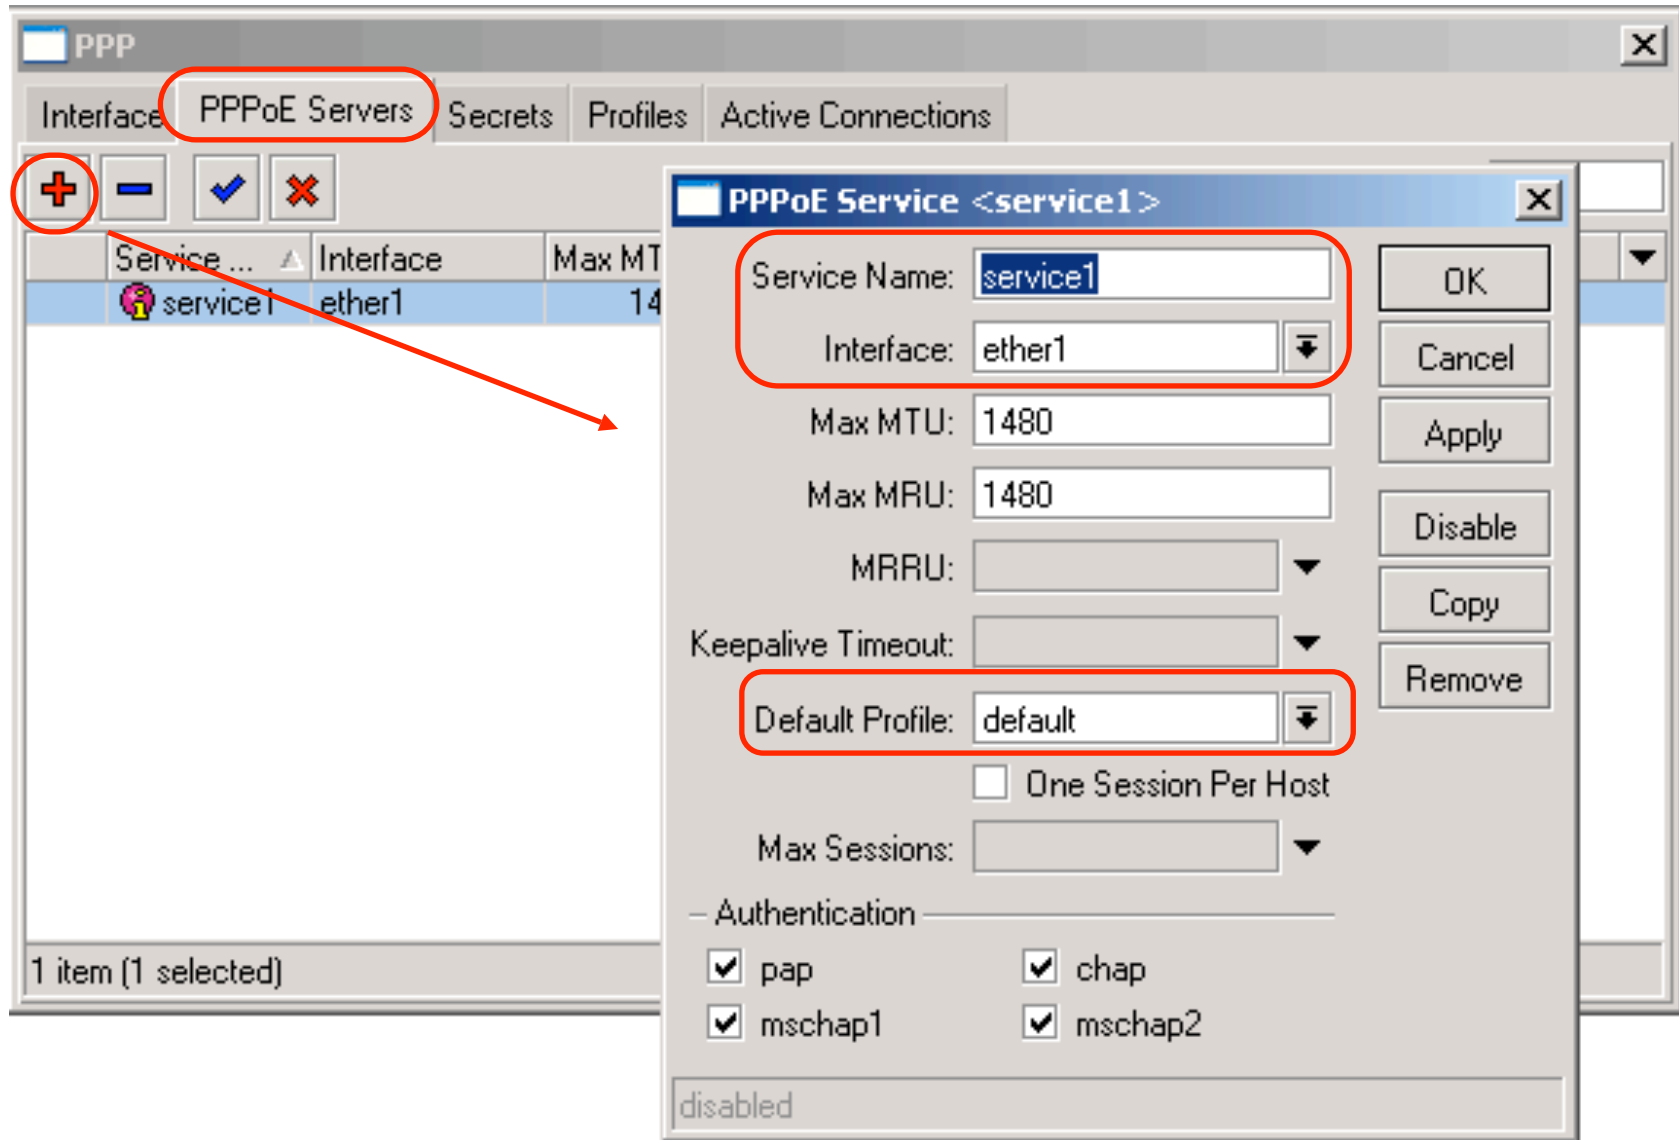 PPP
Interface PPPoE Servers Secrets Profiles Active Connections
Service ... Interface Max MT
service1 ether1 14
1 item (1 selected)
PPPoE Service <service1>
Service Name: service1
Interface: ether1
Max MTU: 1480
Max MRU: 1480
MRRU:
Keepalive Timeout:
Default Profile: default
One Session Per Host
Max Sessions:
Authentication
pap chap
mschap1 mschap2
disabled
OK
Cancel
Apply
Disable
Copy
Remove